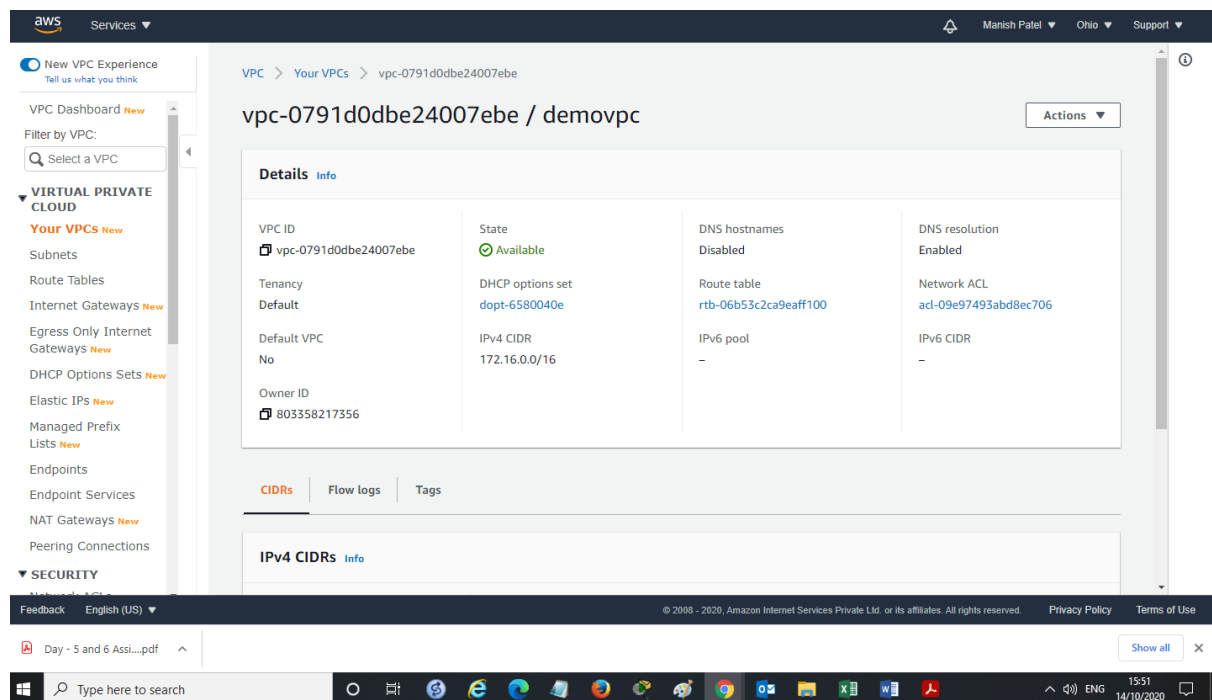 aws
Services ▼
Manish Patel ▼
Ohio ▼
Support ▼
New VPC Experience
Tell us what you think
VPC Dashboard New
Filter by VPC:
Select a VPC
VIRTUAL PRIVATE
CLOUD
Your VPCs New
Subnets
Route Tables
Internet Gateways New
Egress Only Internet
Gateways New
DHCP Options Sets New
Elastic IPs New
Managed Prefix
Lists New
Endpoints
Endpoint Services
NAT Gateways New
Peering Connections
SECURITY
VPC > Your VPCs > vpc-0791d0dbe24007ebe
vpc-0791d0dbe24007ebe / demovpc
Actions ▼
Details Info
VPC ID
vpc-0791d0dbe24007ebe
State
Available
DNS hostnames
Disabled
DNS resolution
Enabled
Tenancy
Default
DHCP options set
dopt-6580040e
Route table
rtb-06b53c2ca9eaff100
Network ACL
acl-09e97493abd8ec706
Default VPC
No
IPv4 CIDR
172.16.0.0/16
IPv6 pool
–
IPv6 CIDR
–
Owner ID
803358217356
CIDRs
Flow logs
Tags
IPv4 CIDRs Info
Feedback
English (US) ▼
© 2008 - 2020, Amazon Internet Services Private Ltd. or its affiliates. All rights reserved.
Privacy Policy
Terms of Use
Day - 5 and 6 Assi....pdf
Show all
Type here to search
ENG
15:51
14/10/2020